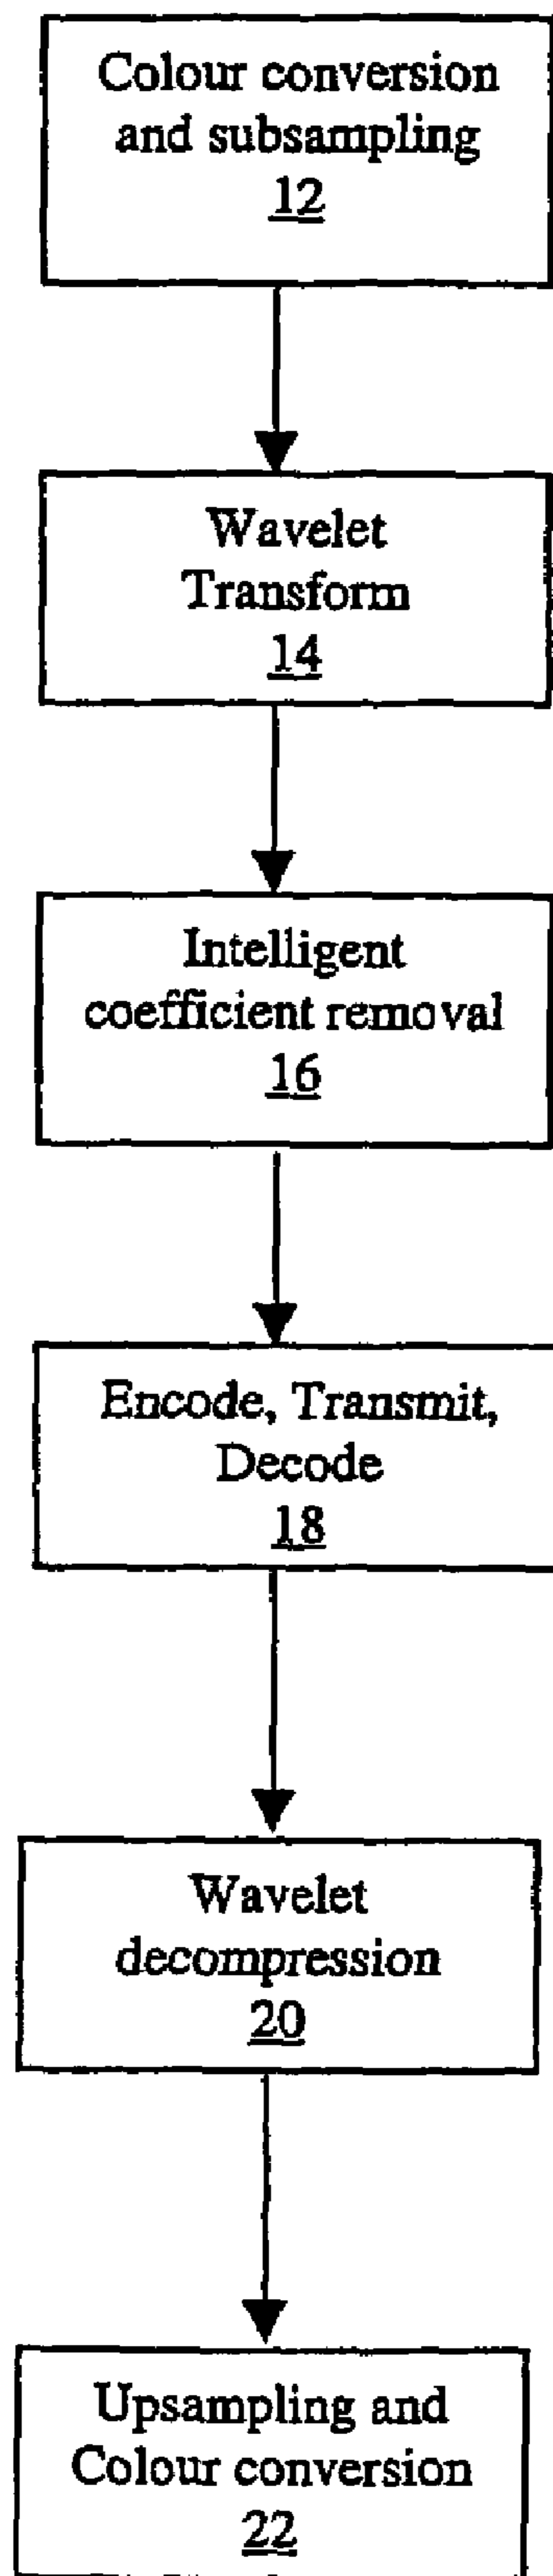 Colour conversion
and subsampling
12
Wavelet
Transform
14
Intelligent
coefficient removal
16
Encode, Transmit,
Decode
18
Wavelet
decompression
20
Upsampling and
Colour conversion
22